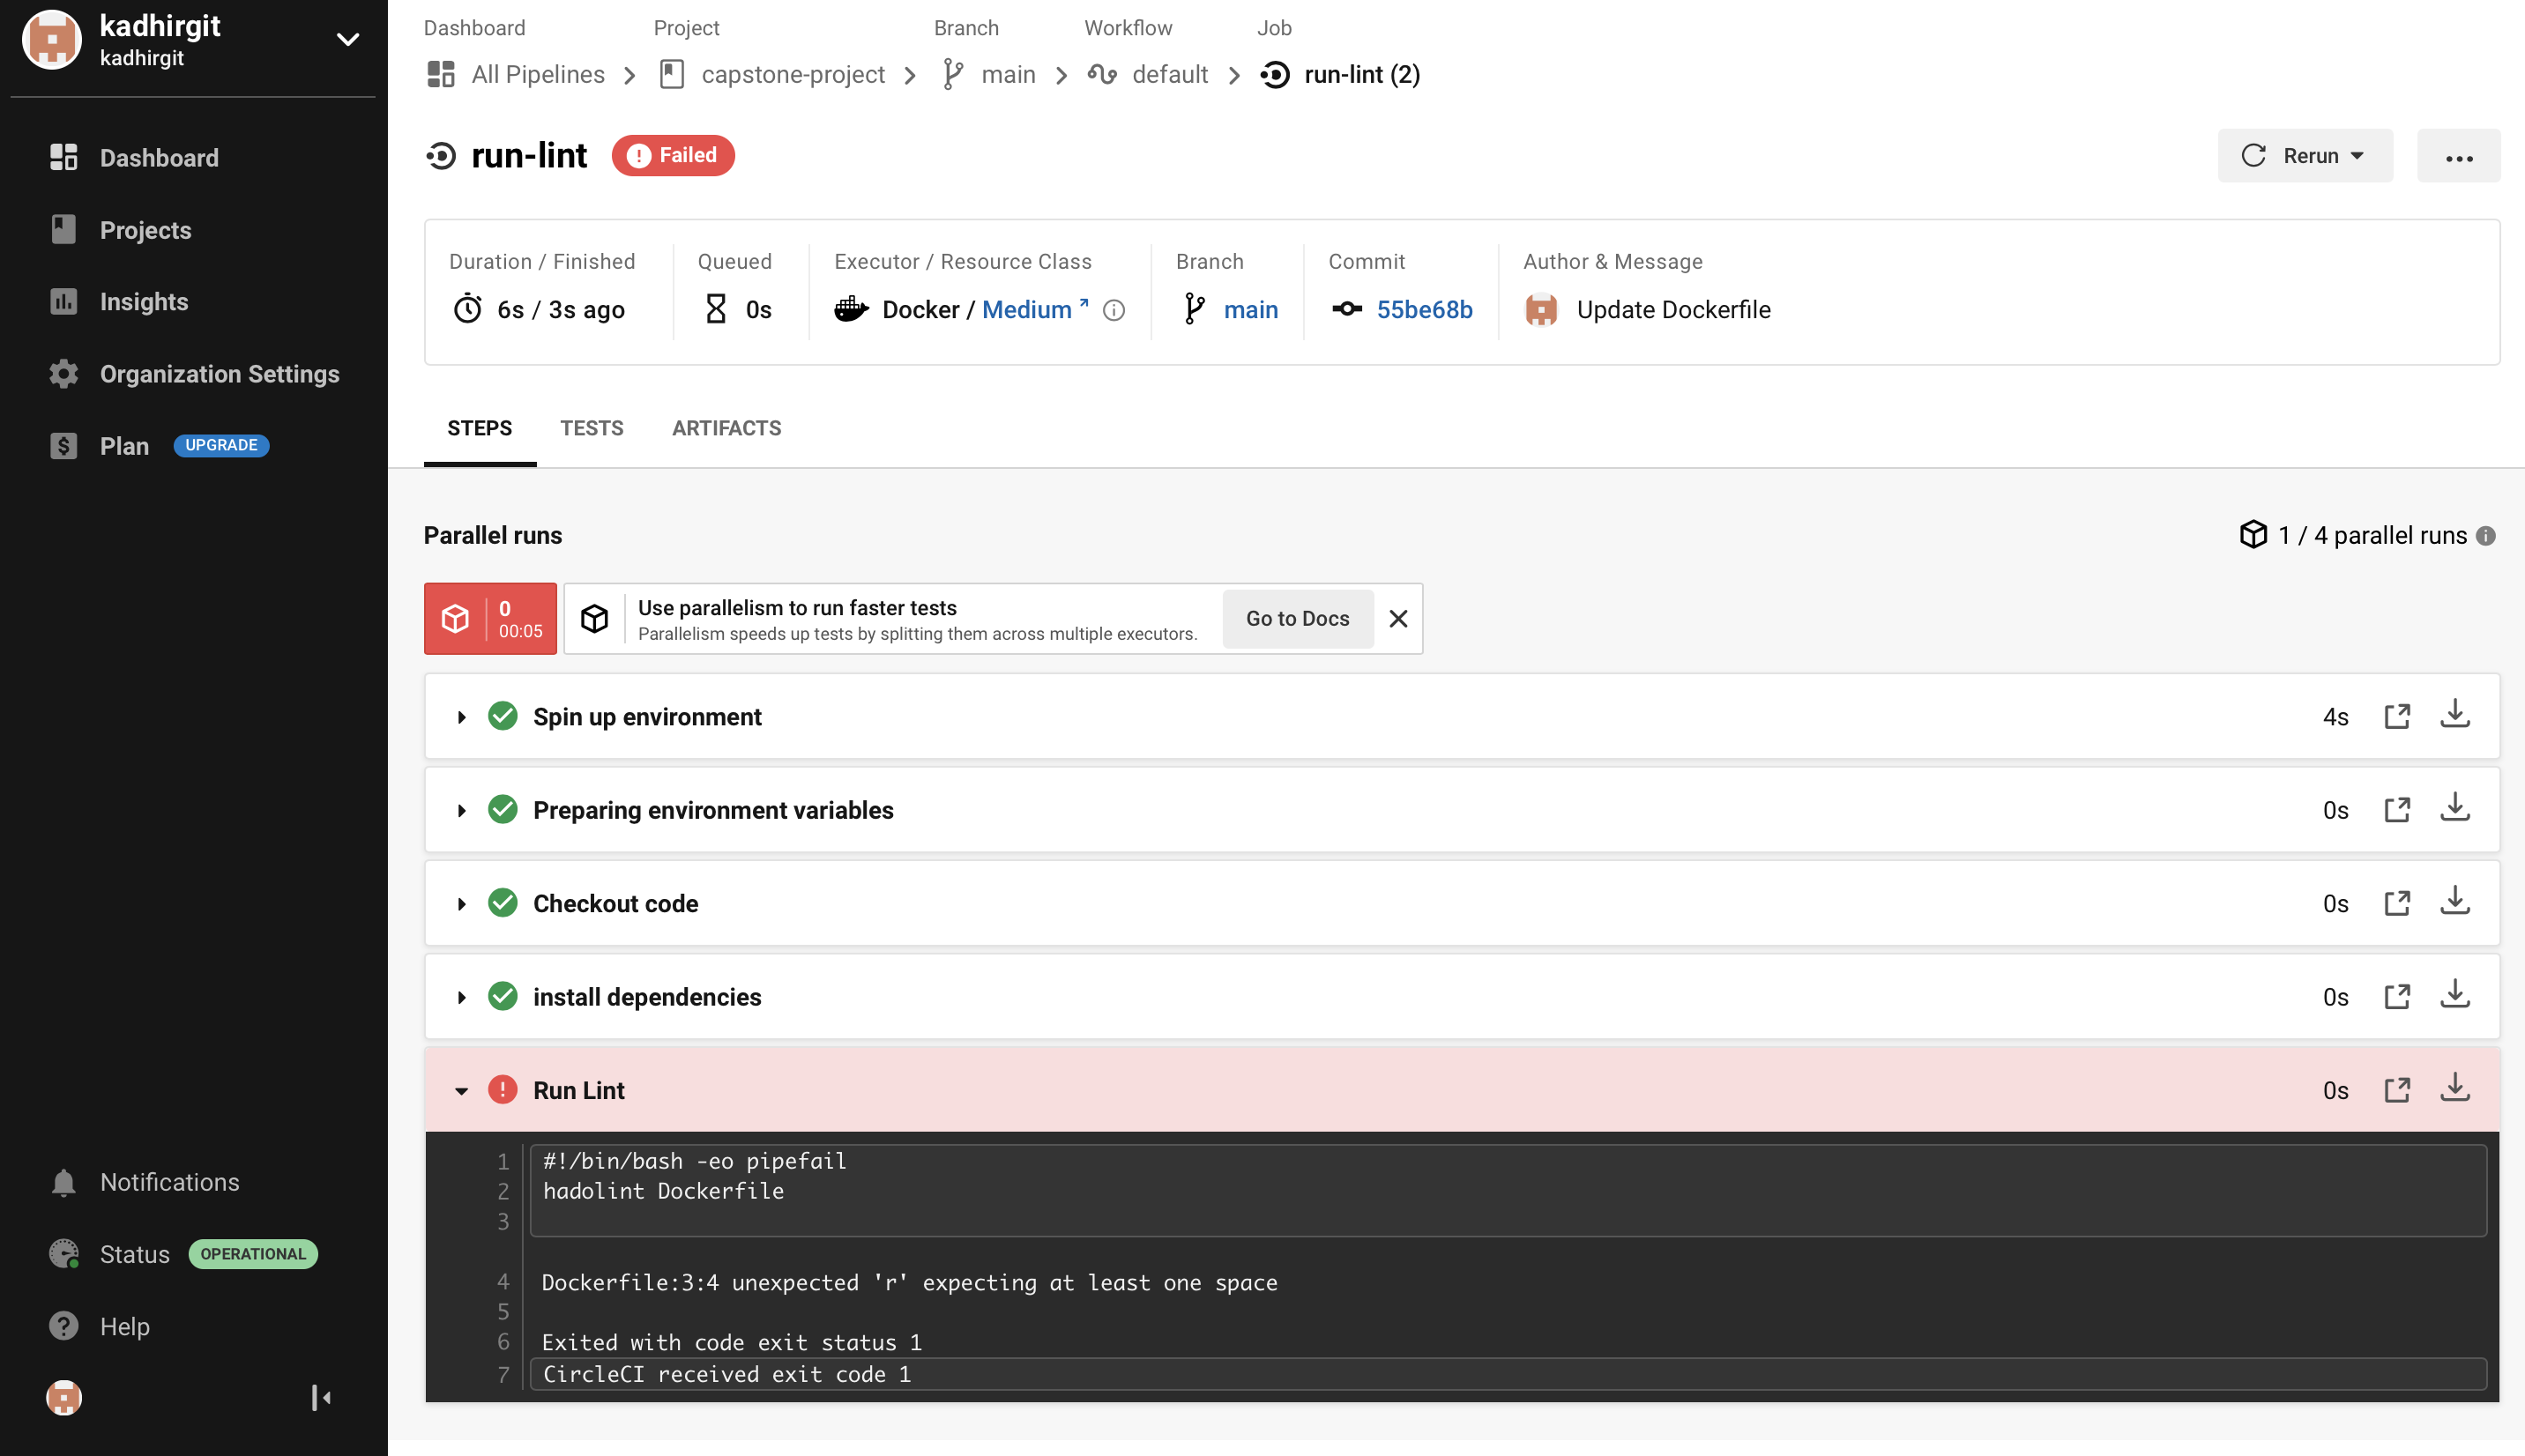 kadhirgit
kadhirgit
Dashboard
Projects
Insights
Organization Settings
Plan UPGRADE
Notifications
Status OPERATIONAL
Help
Dashboard Project Branch Workflow Job
All Pipelines capstone-project main default run-lint (2)
run-lint Failed
Rerun
Duration / Finished Queued Executor / Resource Class Branch Commit Author & Message
6s / 3s ago 0s Docker / Medium main 55be68b Update Dockerfile
STEPS TESTS ARTIFACTS
Parallel runs 1 / 4 parallel runs
0
00:05
Use parallelism to run faster tests
Parallelism speeds up tests by splitting them across multiple executors.
Go to Docs
Spin up environment 4s
Preparing environment variables 0s
Checkout code 0s
install dependencies 0s
Run Lint 0s
1 #!/bin/bash -eo pipefail
2 hadolint Dockerfile
3
4 Dockerfile:3:4 unexpected 'r' expecting at least one space
5
6 Exited with code exit status 1
7 CircleCI received exit code 1